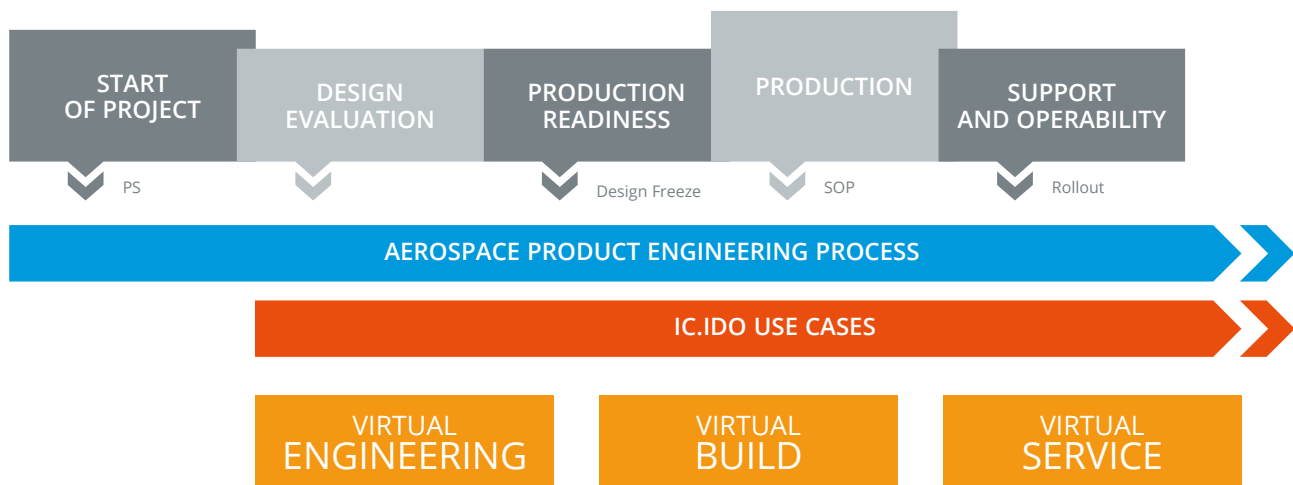 START
OF PROJECT
DESIGN
EVALUATION
PRODUCTION
READINESS
PRODUCTION
SUPPORT
AND OPERABILITY
PS
Design Freeze
SOP
Rollout
AEROSPACE PRODUCT ENGINEERING PROCESS
IC.IDO USE CASES
VIRTUAL
ENGINEERING
VIRTUAL
BUILD
VIRTUAL
SERVICE